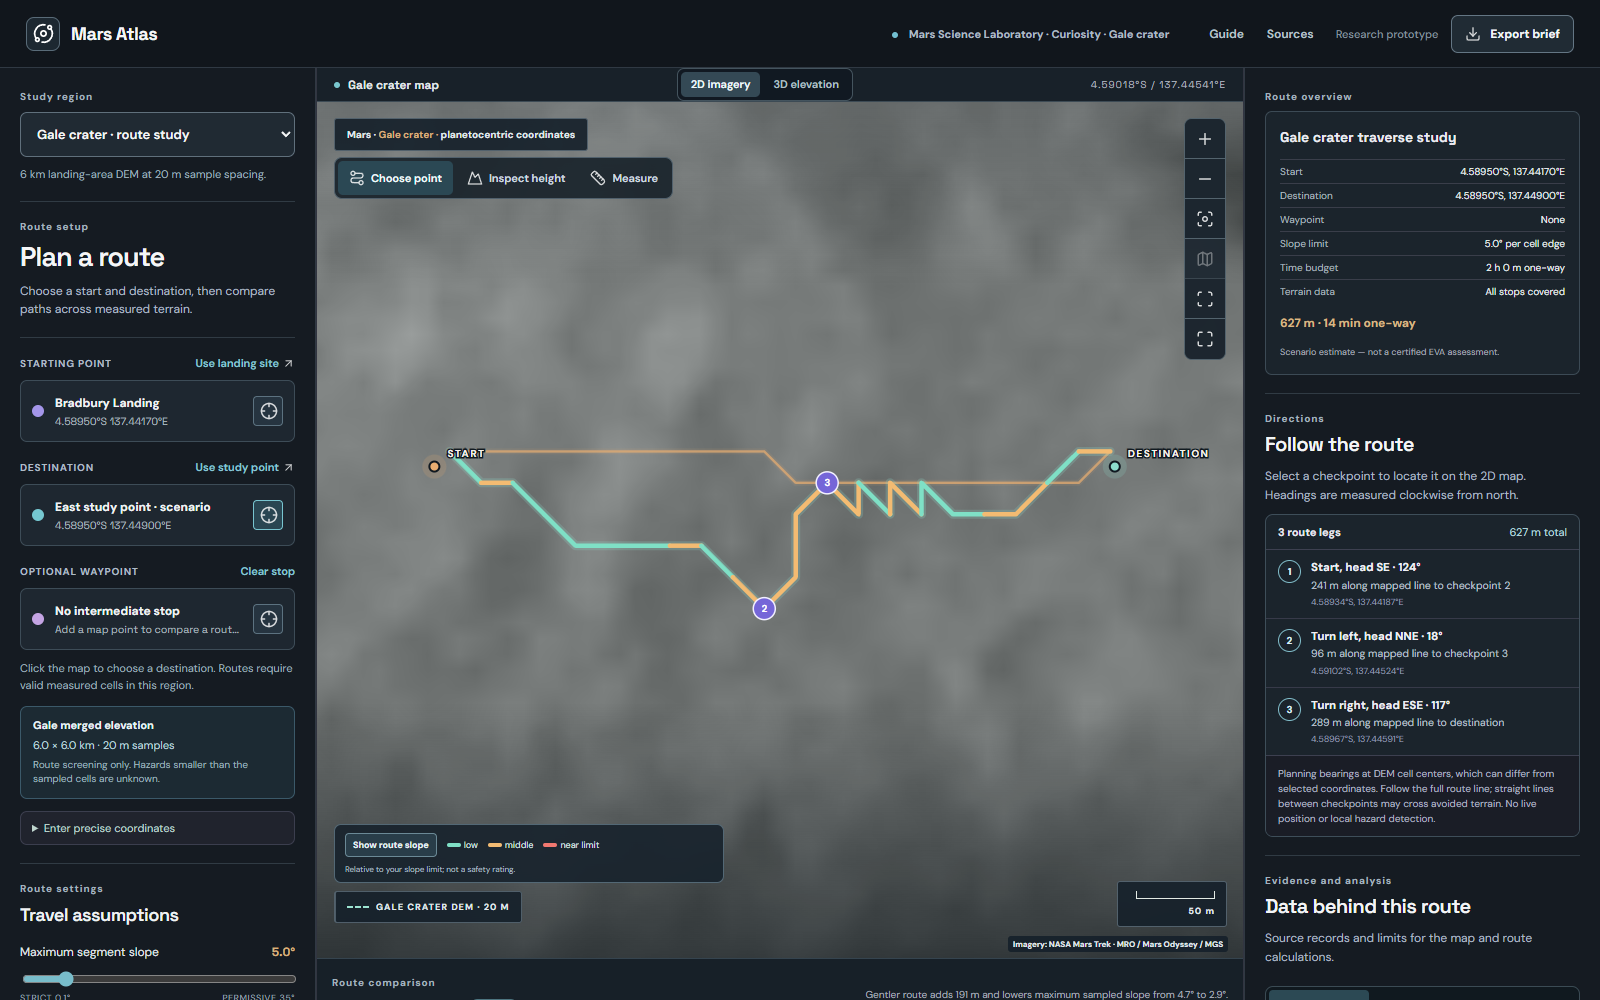 Mars Atlas
Mars Science Laboratory · Curiosity · Gale crater
Guide
Sources
Research prototype
Export brief
Study region
Gale crater · route study
6 km landing-area DEM at 20 m sample spacing.
Route setup
Plan a route
Choose a start and destination, then compare
paths across measured terrain.
STARTING POINT
Use landing site
Bradbury Landing
4.58950°S 137.44170°E
DESTINATION
Use study point
East study point · scenario
4.58950°S 137.44900°E
OPTIONAL WAYPOINT
Clear stop
No intermediate stop
Add a map point to compare a rout...
Click the map to choose a destination. Routes require
valid measured cells in this region.
Gale merged elevation
6.0 × 6.0 km · 20 m samples
Route screening only. Hazards smaller than the
sampled cells are unknown.
Enter precise coordinates
Route settings
Travel assumptions
Maximum segment slope
5.0°
STRICT 0.1°
PERMISSIVE 35°
Gale crater map
2D imagery
3D elevation
4.59018°S / 137.44541°E
Mars · Gale crater · planetocentric coordinates
Choose point
Inspect height
Measure
START
DESTINATION
3
2
Show route slope
low
middle
near limit
Relative to your slope limit; not a safety rating.
GALE CRATER DEM · 20 M
50 m
Imagery: NASA Mars Trek · MRO / Mars Odyssey / MGS
Route comparison
Gentler route adds 191 m and lowers maximum sampled slope from 4.7° to 2.9°.
Route overview
Gale crater traverse study
Start
4.58950°S, 137.44170°E
Destination
4.58950°S, 137.44900°E
Waypoint
None
Slope limit
5.0° per cell edge
Time budget
2 h 0 m one-way
Terrain data
All stops covered
627 m · 14 min one-way
Scenario estimate — not a certified EVA assessment.
Directions
Follow the route
Select a checkpoint to locate it on the 2D map.
Headings are measured clockwise from north.
3 route legs
627 m total
1
Start, head SE · 124°
241 m along mapped line to checkpoint 2
4.58934°S, 137.44187°E
2
Turn left, head NNE · 18°
96 m along mapped line to checkpoint 3
4.59102°S, 137.44524°E
3
Turn right, head ESE · 117°
289 m along mapped line to destination
4.58967°S, 137.44591°E
Planning bearings at DEM cell centers, which can differ from
selected coordinates. Follow the full route line; straight lines
between checkpoints may cross avoided terrain. No live
position or local hazard detection.
Evidence and analysis
Data behind this route
Source records and limits for the map and route
calculations.